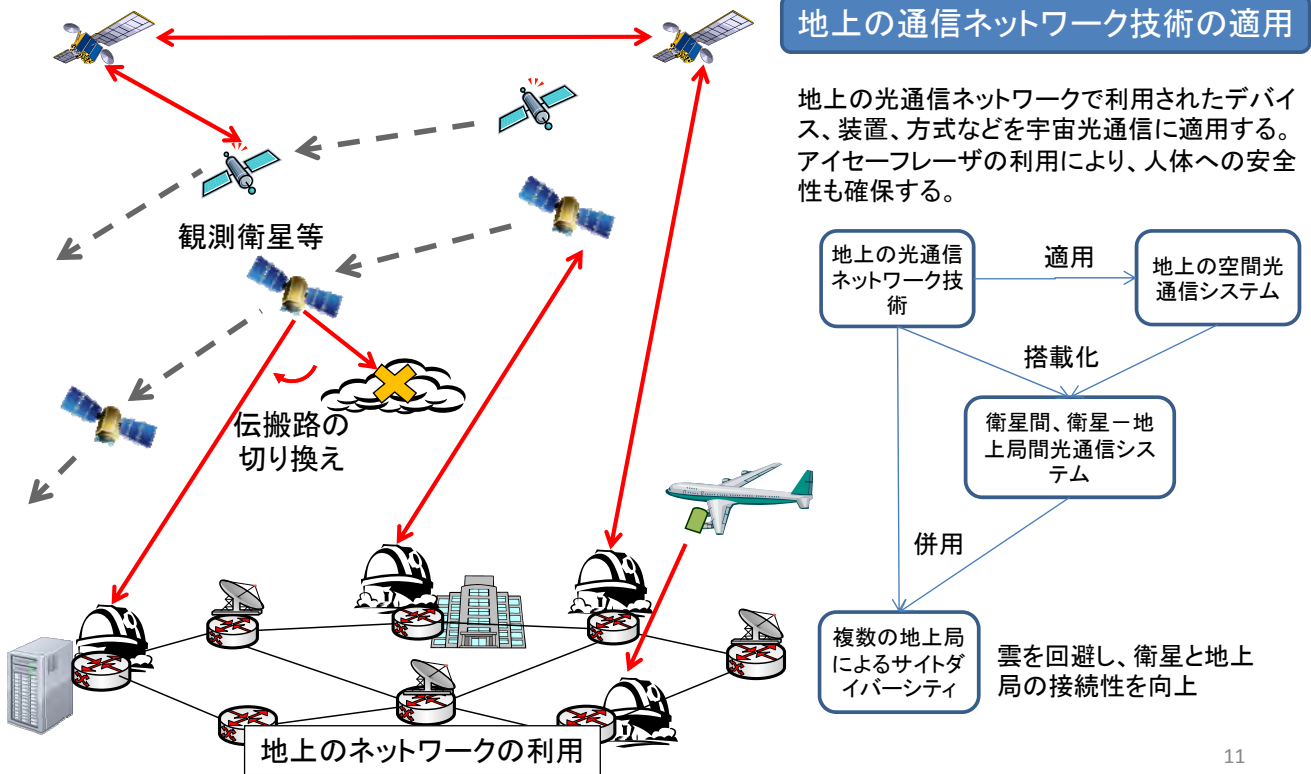 地上の通信ネットワーク技術の適用
地上の光通信ネットワークで利用されたデバイ
ス、装置、方式などを宇宙光通信に適用する。
アイセーフレーザの利用により、人体への安全
性も確保する。
観測衛星等
伝搬路の
切り換え
地上のネットワークの利用
地上の光通信
ネットワーク技
術
適用
地上の空間光
通信システム
搭載化
衛星間、衛星－地
上局間光通信シス
テム
併用
複数の地上局
によるサイトダ
イバーシティ
雲を回避し、衛星と地上
局の接続性を向上
11